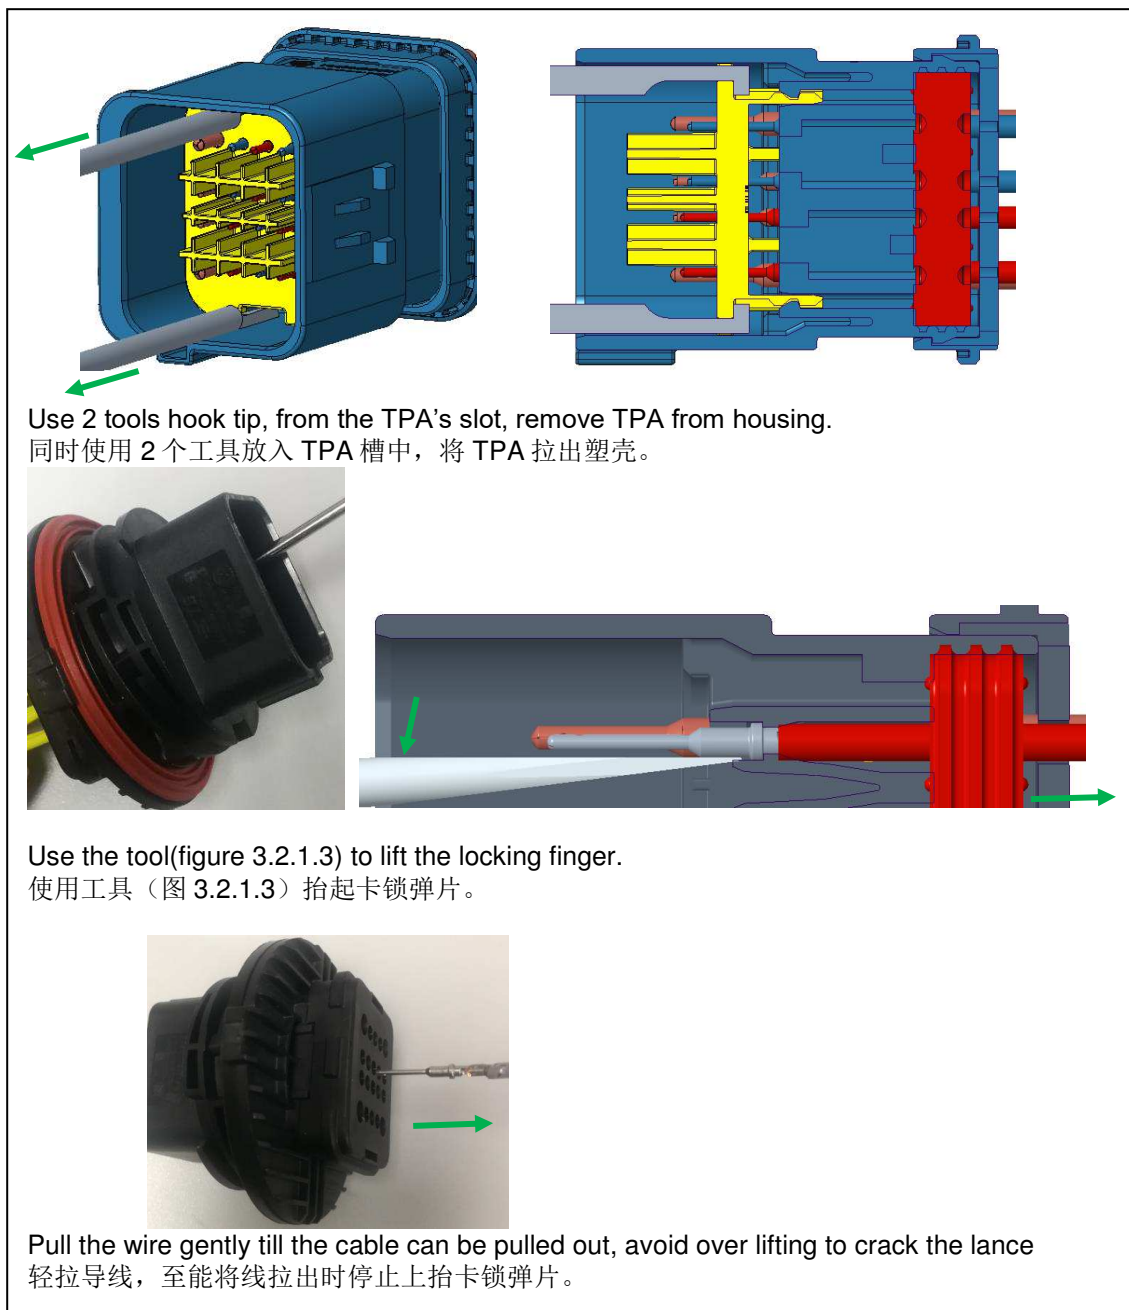 Use 2 tools hook tip, from the TPA's slot, remove TPA from housing.
同时使用 2 个工具放入 TPA 槽中，将 TPA 拉出塑壳。
Use the tool(figure 3.2.1.3) to lift the locking finger.
使用工具（图 3.2.1.3）抬起卡锁弹片。
Pull the wire gently till the cable can be pulled out, avoid over lifting to crack the lance
轻拉导线，至能将线拉出时停止上抬卡锁弹片。